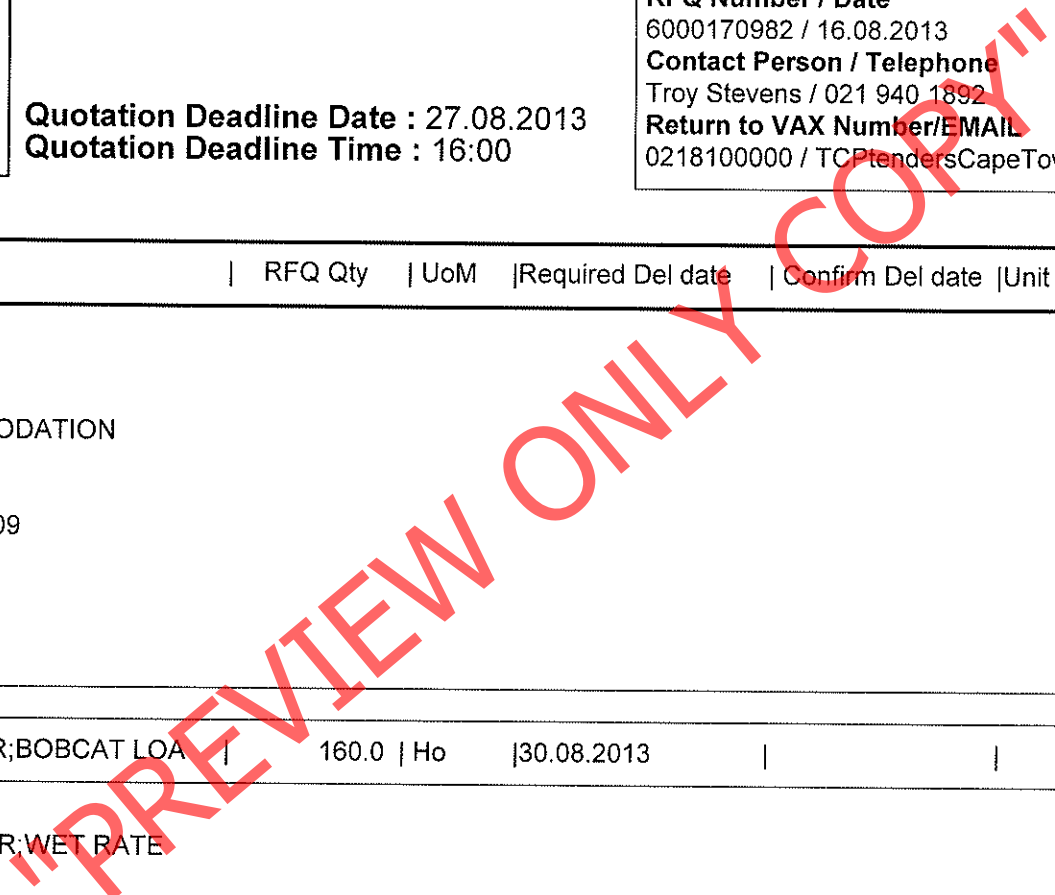 RFQ Number / Date
6000170982 / 16.08.2013
Contact Person / Telephone
Troy Stevens / 021 940 1892
Quotation Deadline Date : 27.08.2013
Return to VAX Number/EMAIL
Quotation Deadline Time : 16:00
0218100000 / TCPtendersCapeTov
| RFQ Qty | UoM |Required Del date | Confirm Del date |Unit
ODATION
09
R;BOBCAT LOA | 160.0 | Ho |30.08.2013 | |
R;WET RATE
"PREVIEW ONLY COPY"